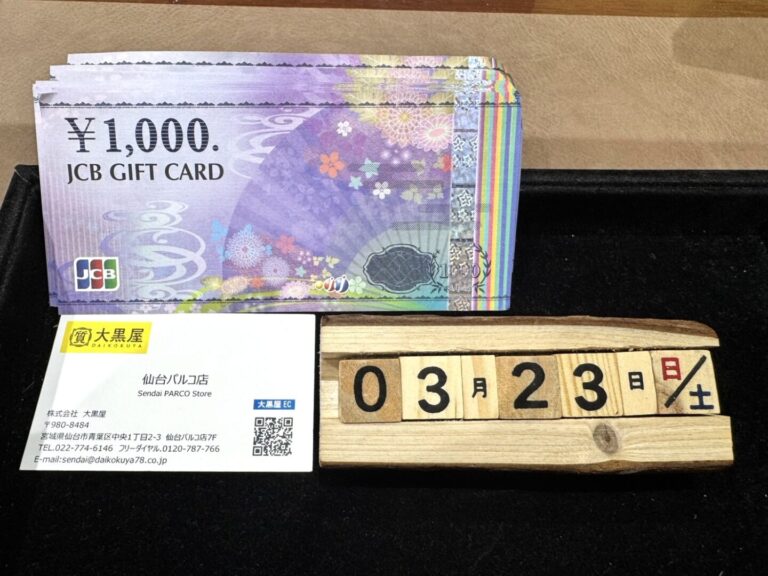 ¥1,000.
JCB GIFT CARD
JCB
質 大黒屋
DAIKOKUYA
仙台パルコ店
Sendai PARCO Store
大黒屋 EC
株式会社 大黒屋
〒980-8484
宮城県仙台市青葉区中央1丁目2-3 仙台パルコ店7F
TEL.022-774-6146 フリーダイヤル.0120-787-766
E-mail:sendai@daikokuya78.co.jp
03月23日 日/土